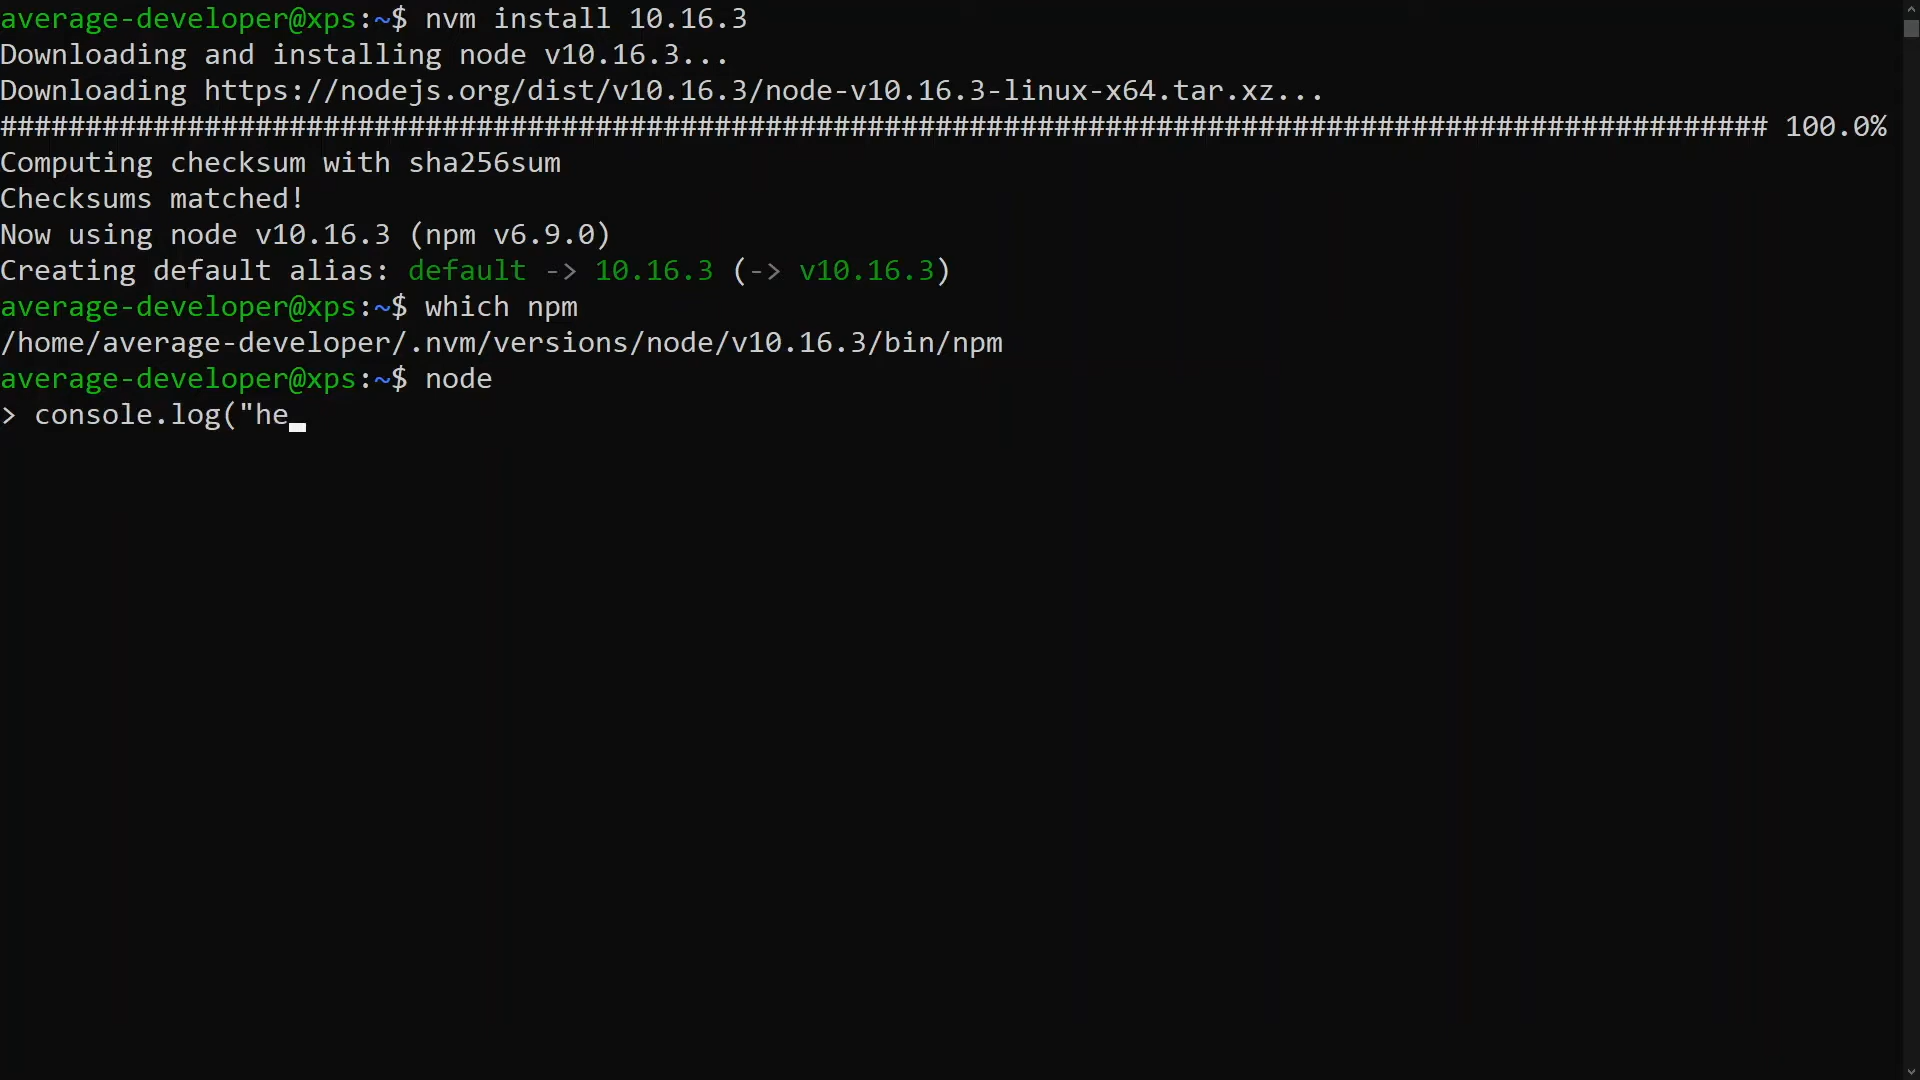 average-developer@xps:~$ nvm install 10.16.3
Downloading and installing node v10.16.3...
Downloading https://nodejs.org/dist/v10.16.3/node-v10.16.3-linux-x64.tar.xz...
######################################################################################################## 100.0%
Computing checksum with sha256sum
Checksums matched!
Now using node v10.16.3 (npm v6.9.0)
Creating default alias: default -> 10.16.3 (-> v10.16.3)
average-developer@xps:~$ which npm
/home/average-developer/.nvm/versions/node/v10.16.3/bin/npm
average-developer@xps:~$ node
> console.log("he